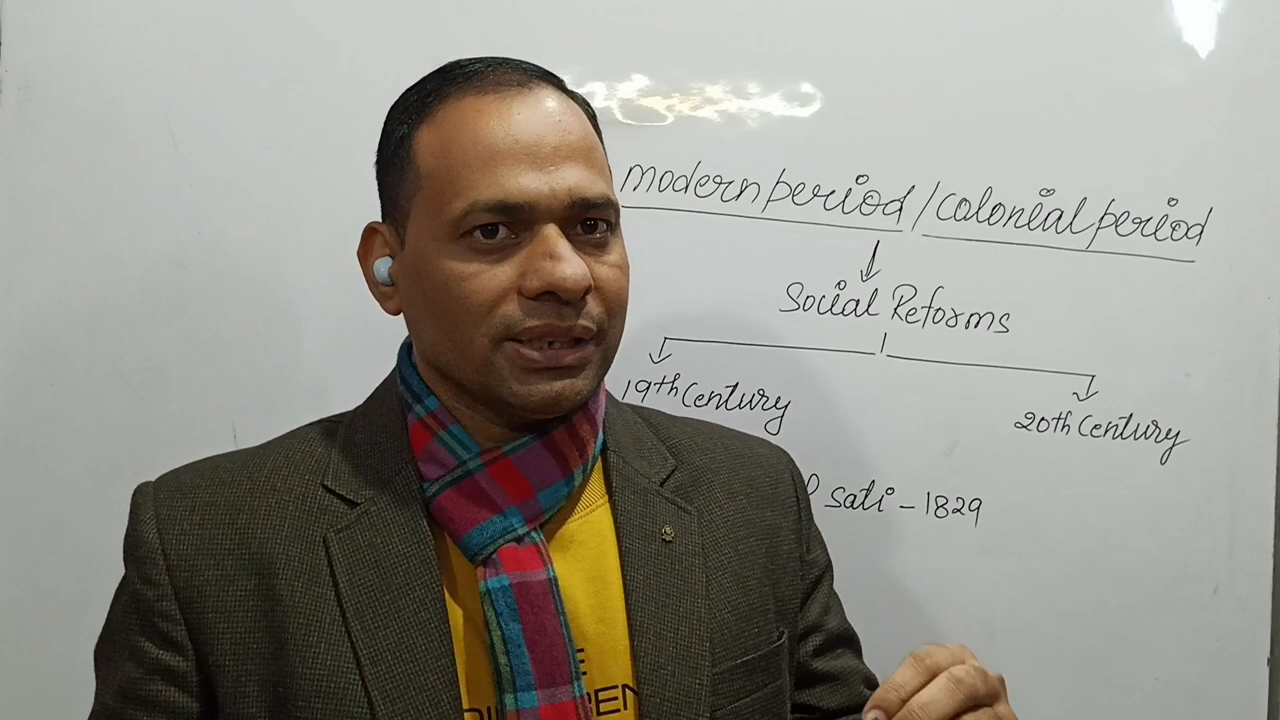 modern period / colonial period
Social Reforms
19th Century
20th Century
sati - 1829